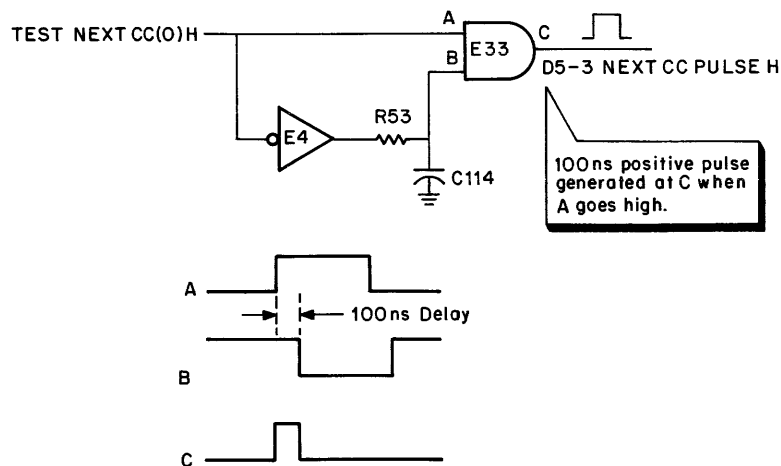 TEST NEXT CC(0)H
A
B
E33
C
D5-3 NEXT CC PULSE H
E4
R53
C114
100ns positive pulse
generated at C when
A goes high.
A
100ns Delay
B
C